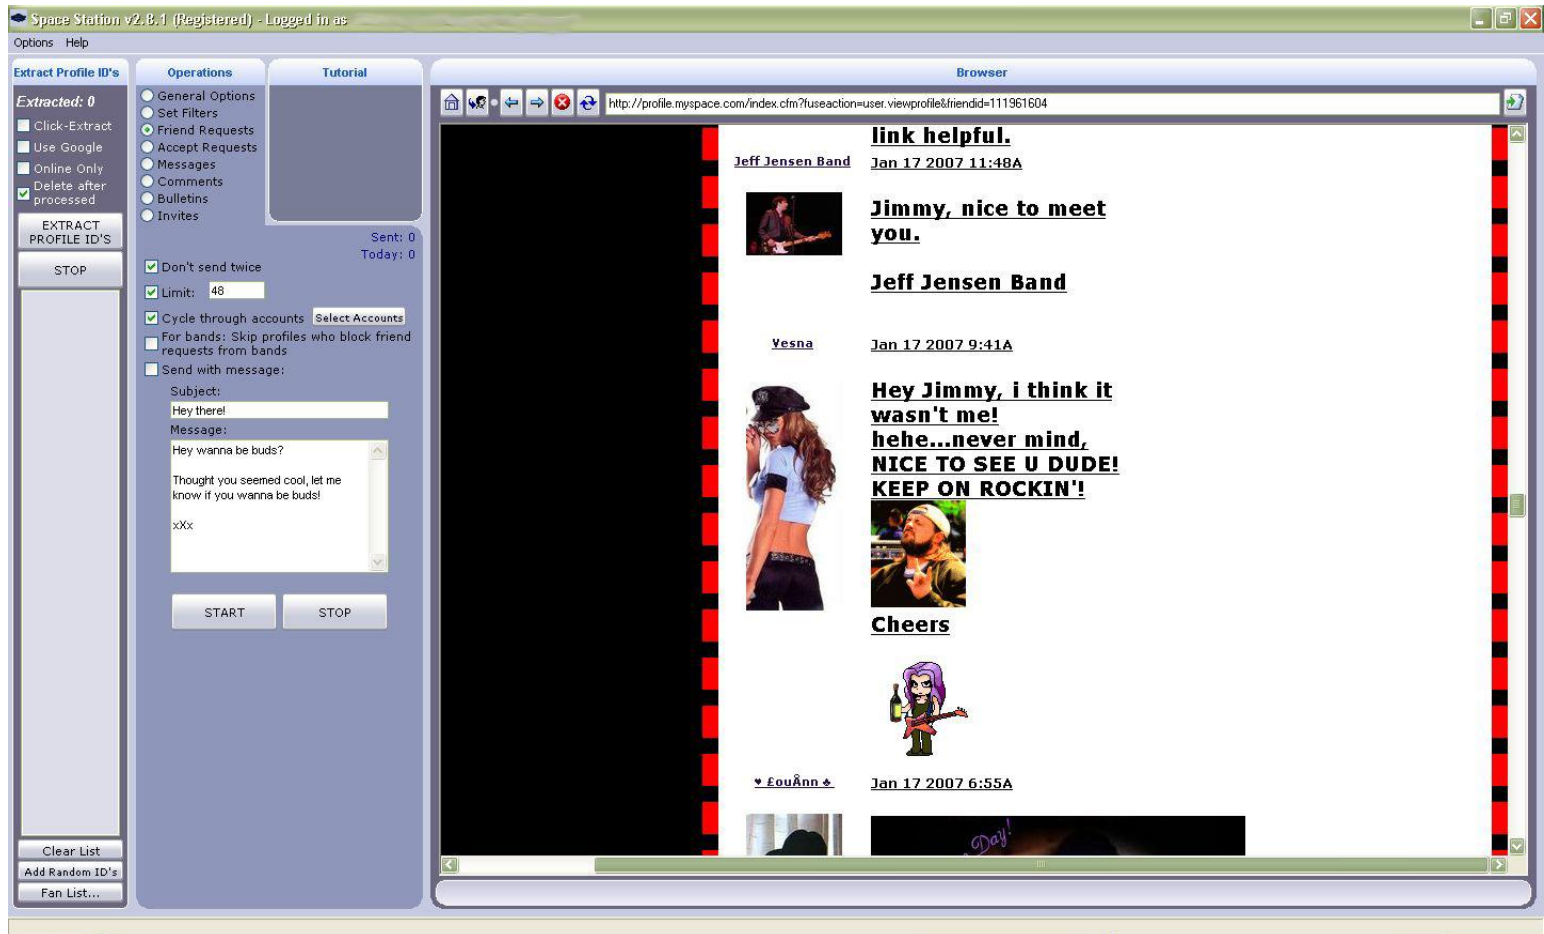 Space Station v2.8.1 (Registered) - Logged in as
Options Help
Extract Profile ID's
Extracted: 0
Click-Extract
Use Google
Online Only
Delete after
processed
EXTRACT
PROFILE ID'S
STOP
Clear List
Add Random ID's
Fan List...
Operations
General Options
Set Filters
Friend Requests
Accept Requests
Messages
Comments
Bulletins
Invites
Tutorial
Sent: 0
Today: 0
Don't send twice
Limit: 48
Cycle through accounts Select Accounts
For bands: Skip profiles who block friend
requests from bands
Send with message:
Subject:
Hey there!
Message:
Hey wanna be buds?
Thought you seemed cool, let me
know if you wanna be buds!
xXx
START STOP
Browser
http://profile.myspace.com/index.cfm?fuseaction=user.viewprofile&friendid=111961604
link helpful.
Jeff Jensen Band Jan 17 2007 11:48A
Jimmy, nice to meet
you.
Jeff Jensen Band
Vesna Jan 17 2007 9:41A
Hey Jimmy, i think it
wasn't me!
hehe...never mind,
NICE TO SEE U DUDE!
KEEP ON ROCKIN'!
Cheers
♥ £ouÂnn ♣ Jan 17 2007 6:55A
Day!